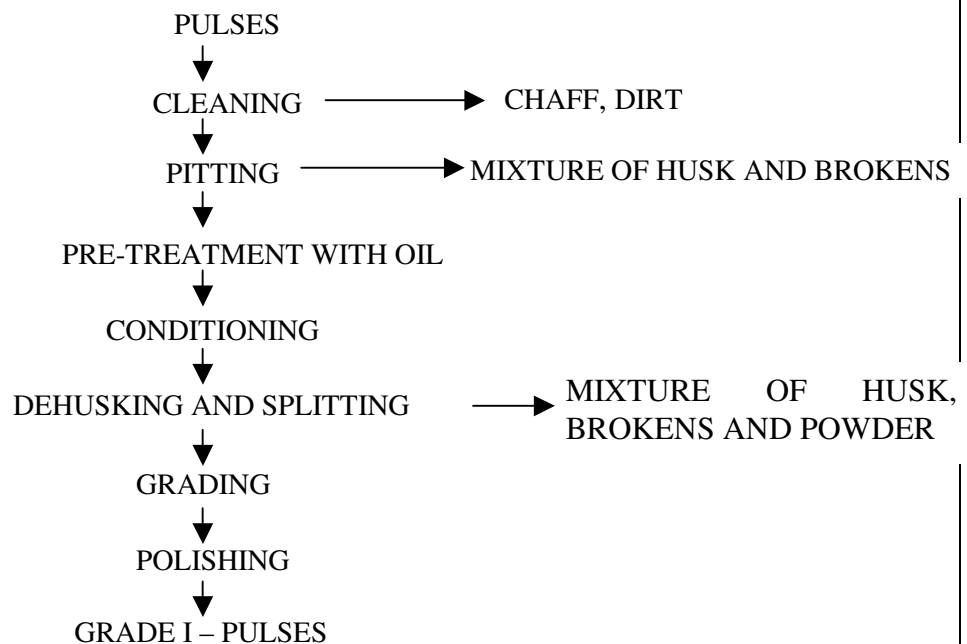 PULSES
CLEANING
CHAFF, DIRT
PITTING
MIXTURE OF HUSK AND BROKENS
PRE-TREATMENT WITH OIL
CONDITIONING
DEHUSKING AND SPLITTING
MIXTURE OF HUSK,
BROKENS AND POWDER
GRADING
POLISHING
GRADE I – PULSES